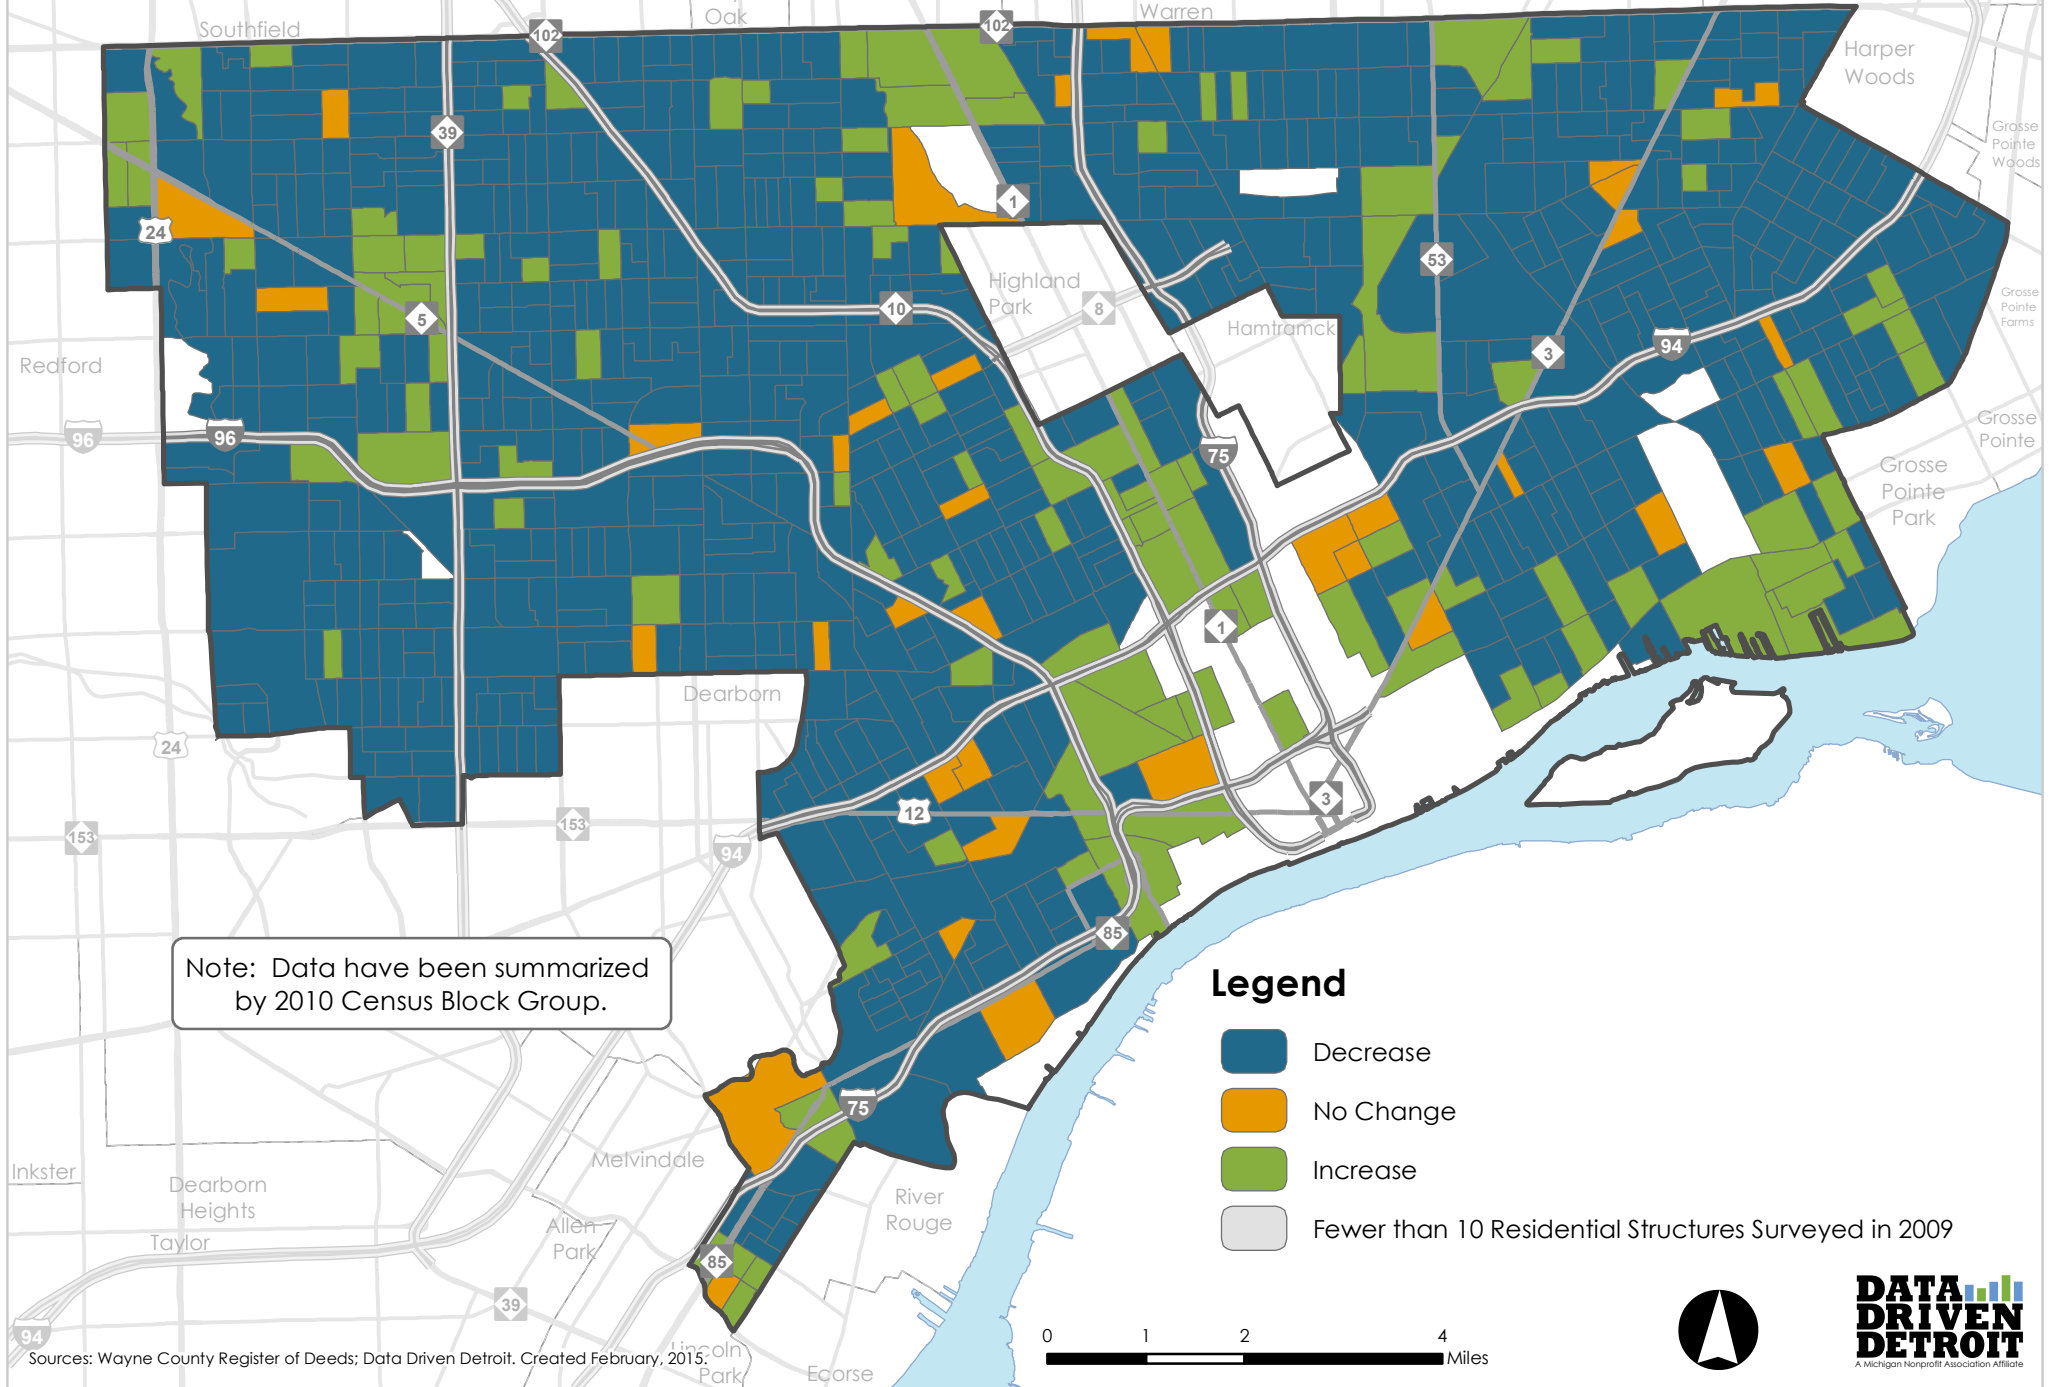 Southfield
Oak
Warren
102
102
Harper
Woods
39
Grosse
Pointe
Woods
1
24
53
Highland
Park
8
Grosse
Pointe
Farms
10
5
Hamtramck
3
94
Redford
96
96
75
Grosse
Pointe
Grosse
Pointe
Park
1
Dearborn
24
3
12
153
153
94
85
Note: Data have been summarized
by 2010 Census Block Group.
Legend
Decrease
No Change
Increase
Fewer than 10 Residential Structures Surveyed in 2009
75
Melvindale
Inkster
Dearborn
Heights
River
Rouge
Allen
Park
Taylor
85
39
94
Lincoln
Park
Ecorse
0 1 2 4
Miles
Sources: Wayne County Register of Deeds; Data Driven Detroit. Created February, 2015.
DATA
DRIVEN
DETROIT
A Michigan Nonprofit Association Affiliate